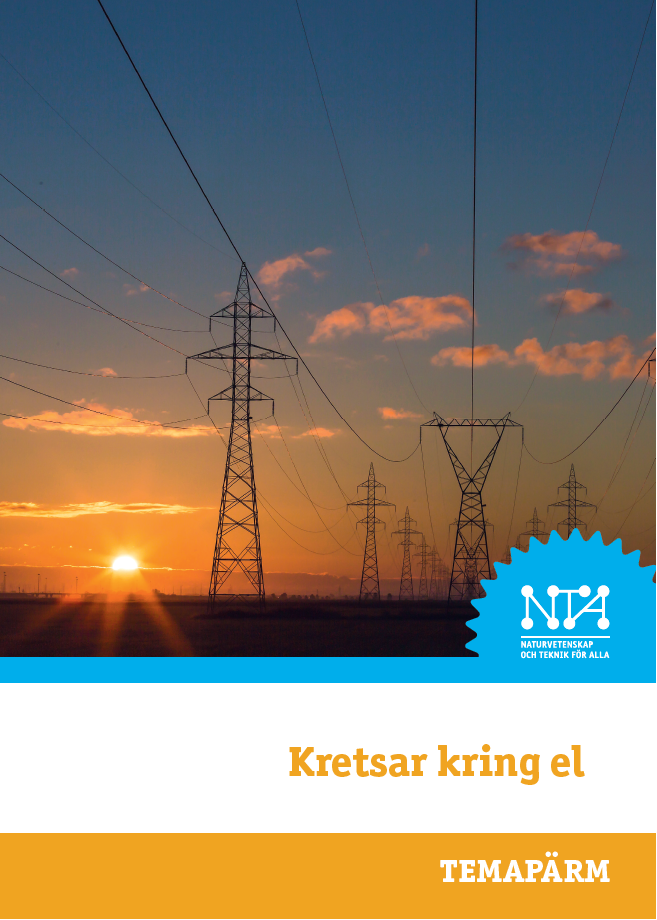 NTA
NATURVETENSKAP
OCH TEKNIK FÖR ALLA
Kretsar kring el
TEMAPÄRM